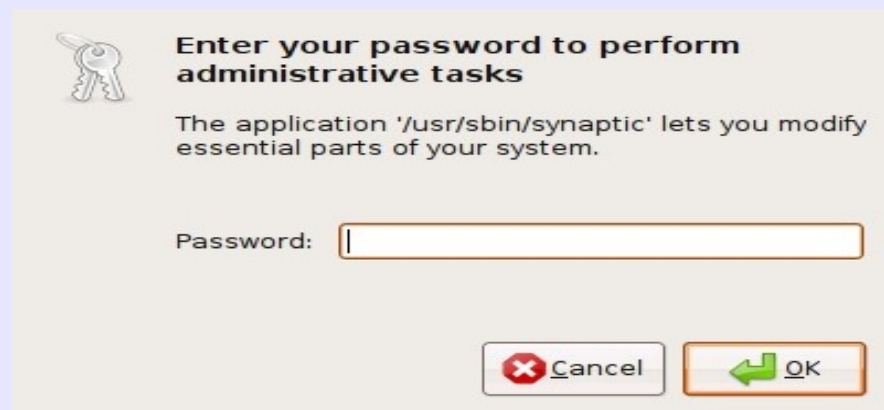 Enter your password to perform
administrative tasks
The application '/usr/sbin/synaptic' lets you modify
essential parts of your system.
Password:
Cancel
OK